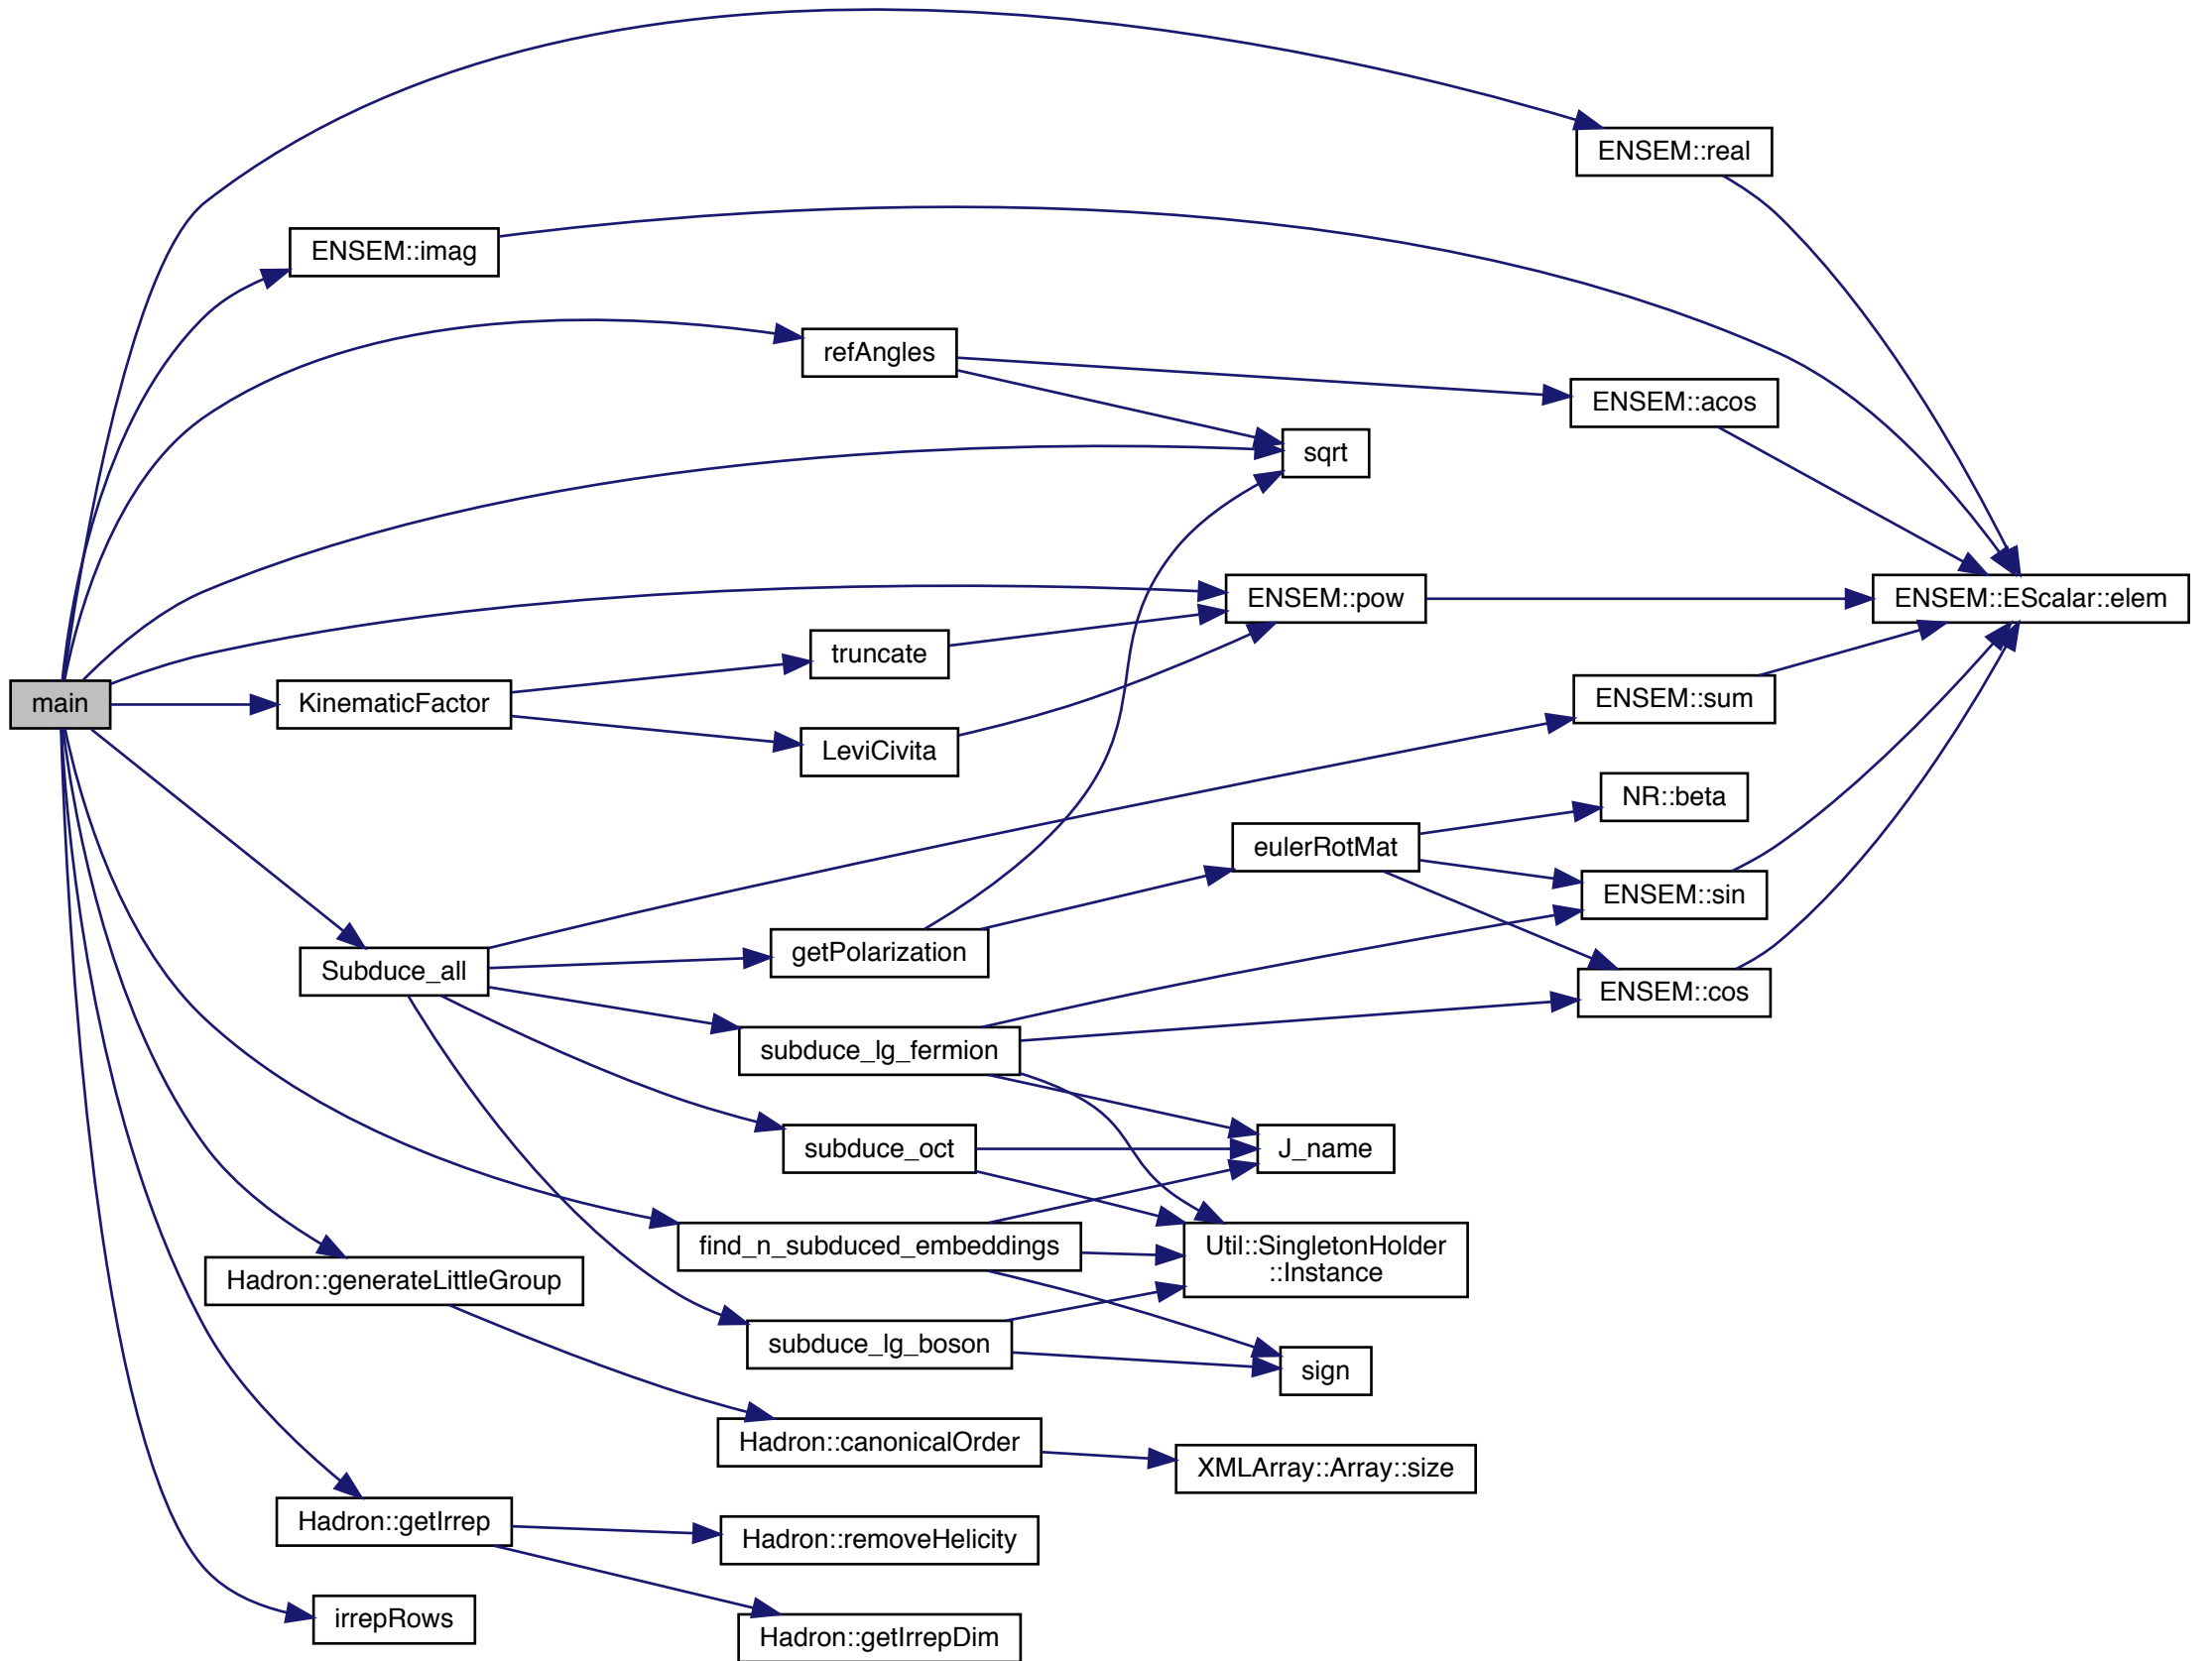 ENSEM::real
ENSEM::imag
refAngles
ENSEM::acos
sqrt
ENSEM::pow
ENSEM::EScalar::elem
truncate
main
KinematicFactor
ENSEM::sum
LeviCivita
NR::beta
eulerRotMat
ENSEM::sin
getPolarization
Subduce_all
ENSEM::cos
subduce_lg_fermion
subduce_oct
J_name
find_n_subduced_embeddings
Util::SingletonHolder
::Instance
Hadron::generateLittleGroup
subduce_lg_boson
sign
Hadron::canonicalOrder
XMLArray::Array::size
Hadron::getIrrep
Hadron::removeHelicity
irrepRows
Hadron::getIrrepDim